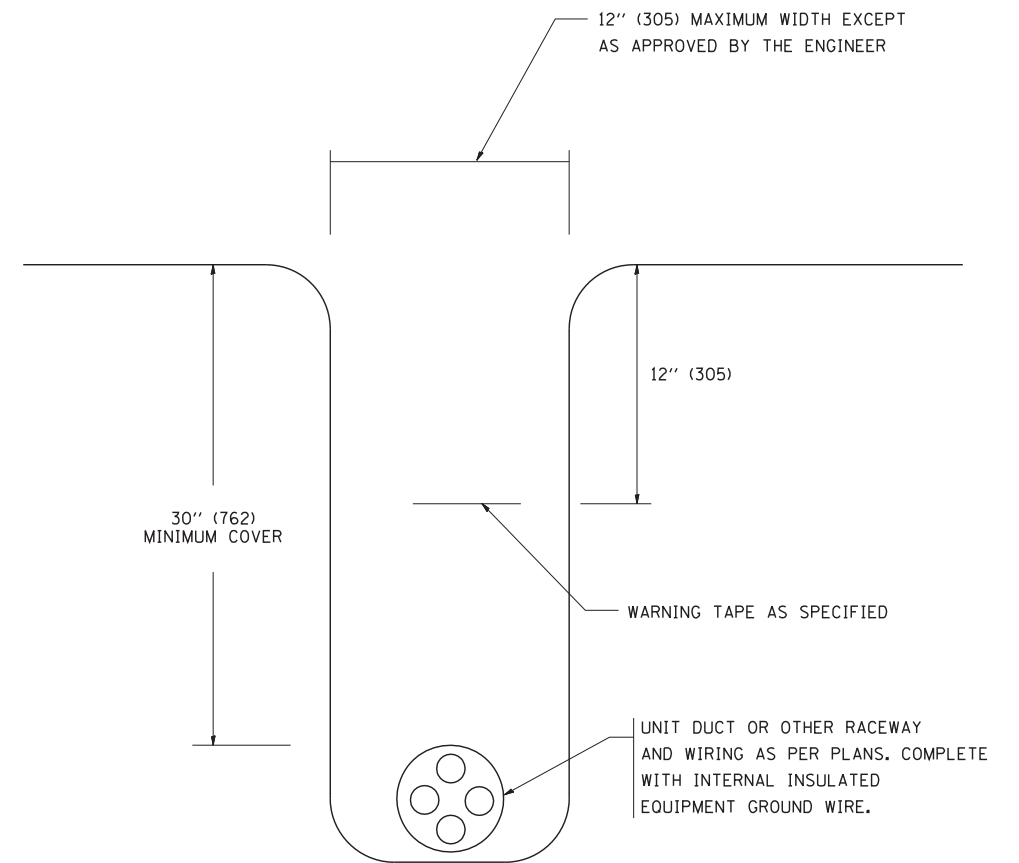 12'' (305) MAXIMUM WIDTH EXCEPT
AS APPROVED BY THE ENGINEER
12'' (305)
30'' (762)
MINIMUM COVER
WARNING TAPE AS SPECIFIED
UNIT DUCT OR OTHER RACEWAY
AND WIRING AS PER PLANS. COMPLETE
WITH INTERNAL INSULATED
EQUIPMENT GROUND WIRE.